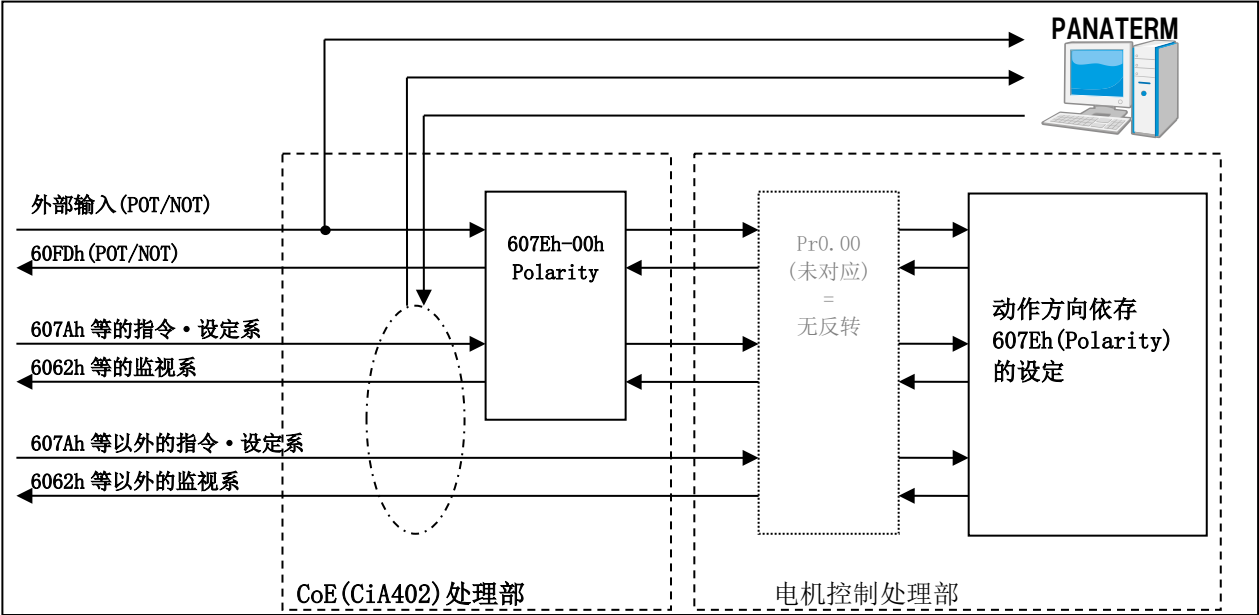 PANATERM
外部输入(POT/NOT)
60FDh(POT/NOT)
607Ah 等的指令・设定系
6062h 等的监视系
607Ah 等以外的指令・设定系
6062h 等以外的监视系
607Eh-00h
Polarity
Pr0.00
(未对应)
=
无反转
动作方向依存
607Eh(Polarity)
的设定
CoE(CiA402)处理部
电机控制处理部